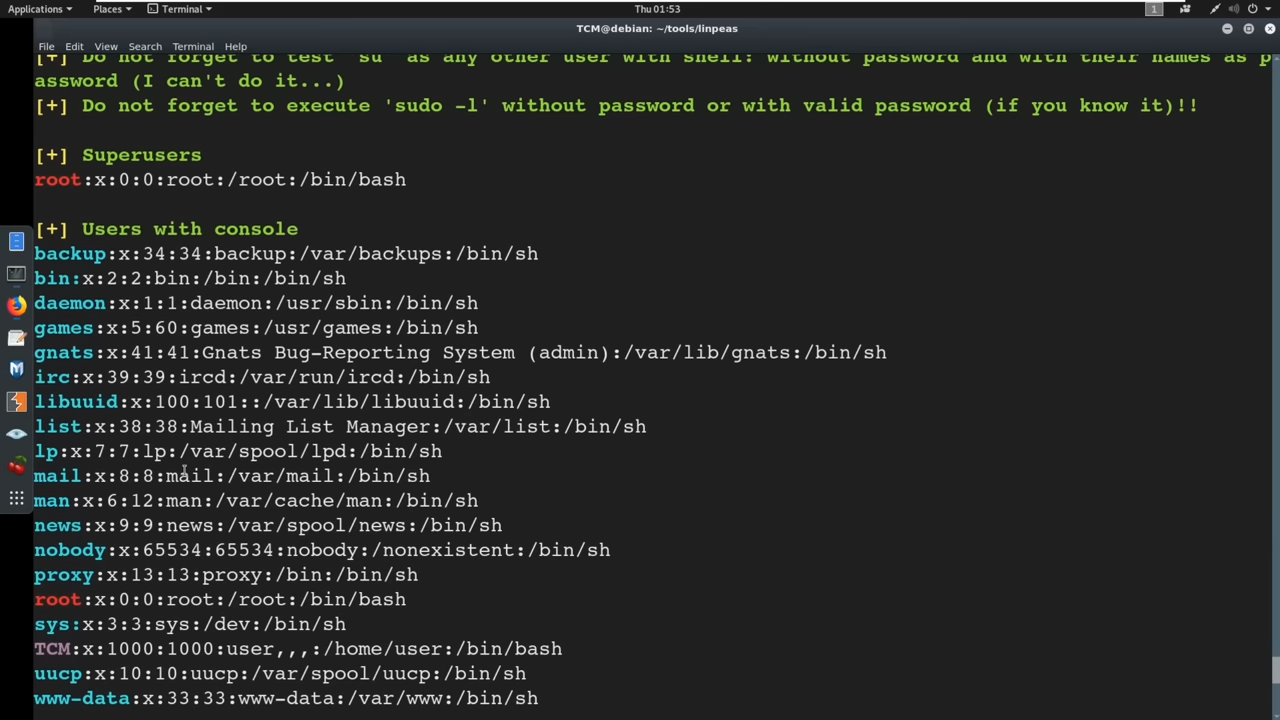 Applications Places Terminal Thu 01:53 1
TCM@debian: ~/tools/linpeas
File Edit View Search Terminal Help
[+] Do not forget to test 'su' as any other user with shell: without password and with their names as p
assword (I can't do it...)
[+] Do not forget to execute 'sudo -l' without password or with valid password (if you know it)!!
[+] Superusers
root:x:0:0:root:/root:/bin/bash
[+] Users with console
backup:x:34:34:backup:/var/backups:/bin/sh
bin:x:2:2:bin:/bin:/bin/sh
daemon:x:1:1:daemon:/usr/sbin:/bin/sh
games:x:5:60:games:/usr/games:/bin/sh
gnats:x:41:41:Gnats Bug-Reporting System (admin):/var/lib/gnats:/bin/sh
irc:x:39:39:ircd:/var/run/ircd:/bin/sh
libuuid:x:100:101::/var/lib/libuuid:/bin/sh
list:x:38:38:Mailing List Manager:/var/list:/bin/sh
lp:x:7:7:lp:/var/spool/lpd:/bin/sh
mail:x:8:8:mail:/var/mail:/bin/sh
man:x:6:12:man:/var/cache/man:/bin/sh
news:x:9:9:news:/var/spool/news:/bin/sh
nobody:x:65534:65534:nobody:/nonexistent:/bin/sh
proxy:x:13:13:proxy:/bin:/bin/sh
root:x:0:0:root:/root:/bin/bash
sys:x:3:3:sys:/dev:/bin/sh
TCM:x:1000:1000:user,,,:/home/user:/bin/bash
uucp:x:10:10:uucp:/var/spool/uucp:/bin/sh
www-data:x:33:33:www-data:/var/www:/bin/sh